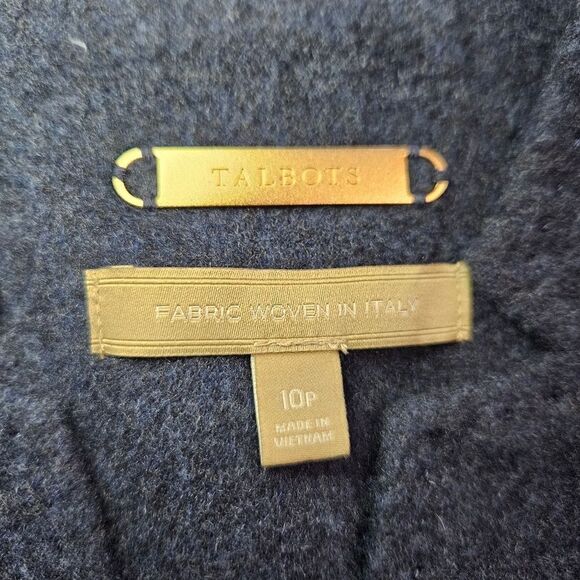 TALBOTS
FABRIC WOVEN IN ITALY
10P
MADE IN
VIETNAM